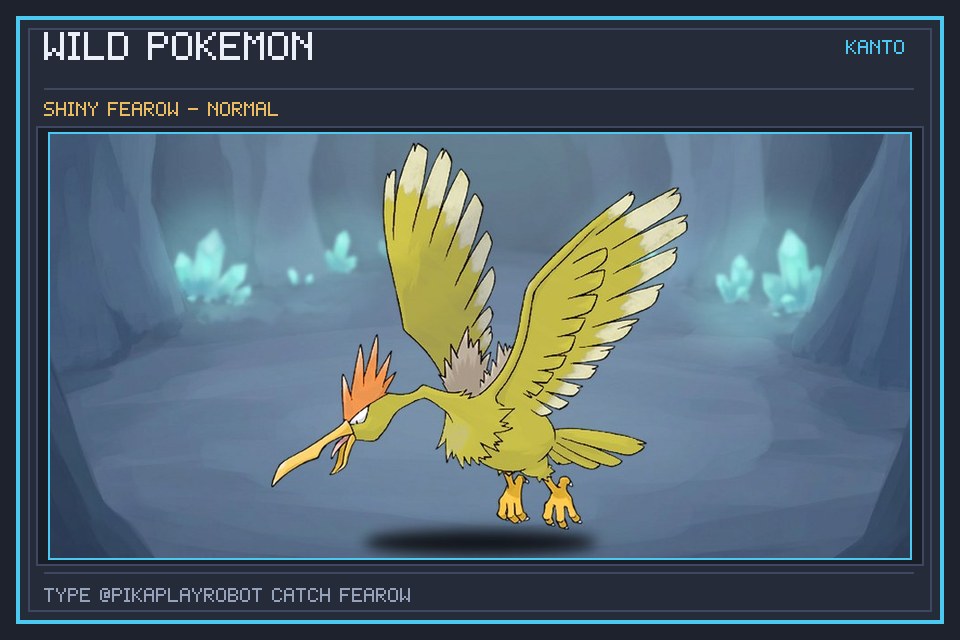 WILD POKEMON
KANTO
SHINY FEAROW - NORMAL
TYPE @PIKAPLAYROBOT CATCH FEAROW